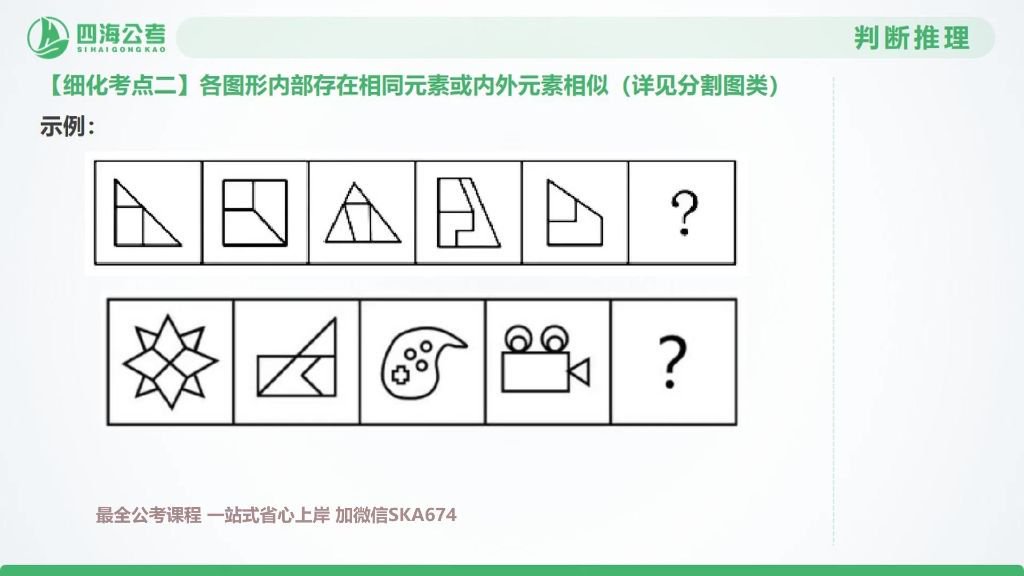 四海公考
SIHAIGONGKAO
判断推理
【细化考点二】各图形内部存在相同元素或内外元素相似（详见分割图类）
示例：
?
?
最全公考课程 一站式省心上岸 加微信SKA674